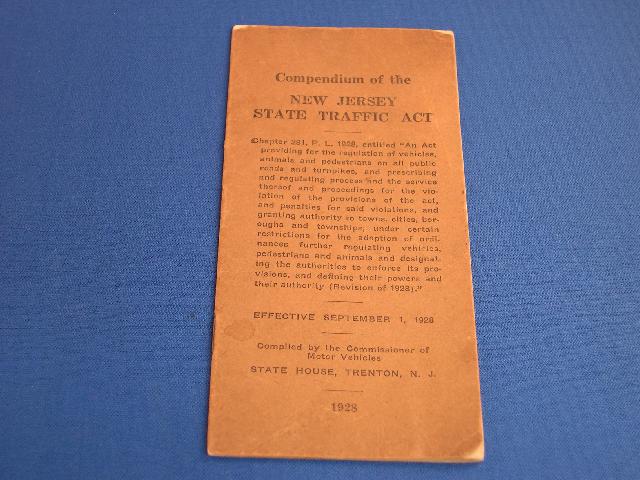 Compendium of the
NEW JERSEY
STATE TRAFFIC ACT
Chapter 281, P. L. 1928, entitled "An Act
providing for the regulation of vehicles,
animals and pedestrians on all public
roads and turnpikes, and prescribing
and regulating process and the service
thereof and proceedings for the vio-
lation of the provisions of the act,
and penalties for said violations, and
granting authority to towns, cities, bor-
oughs and townships, under certain
restrictions for the adoption of ordi-
nances further regulating vehicles,
pedestrians and animals and designat-
ing the authorities to enforce its pro-
visions, and defining their powers and
their authority (Revision of 1928)."
EFFECTIVE SEPTEMBER 1, 1928
Compiled by the Commissioner of
Motor Vehicles
STATE HOUSE, TRENTON, N. J.
1928